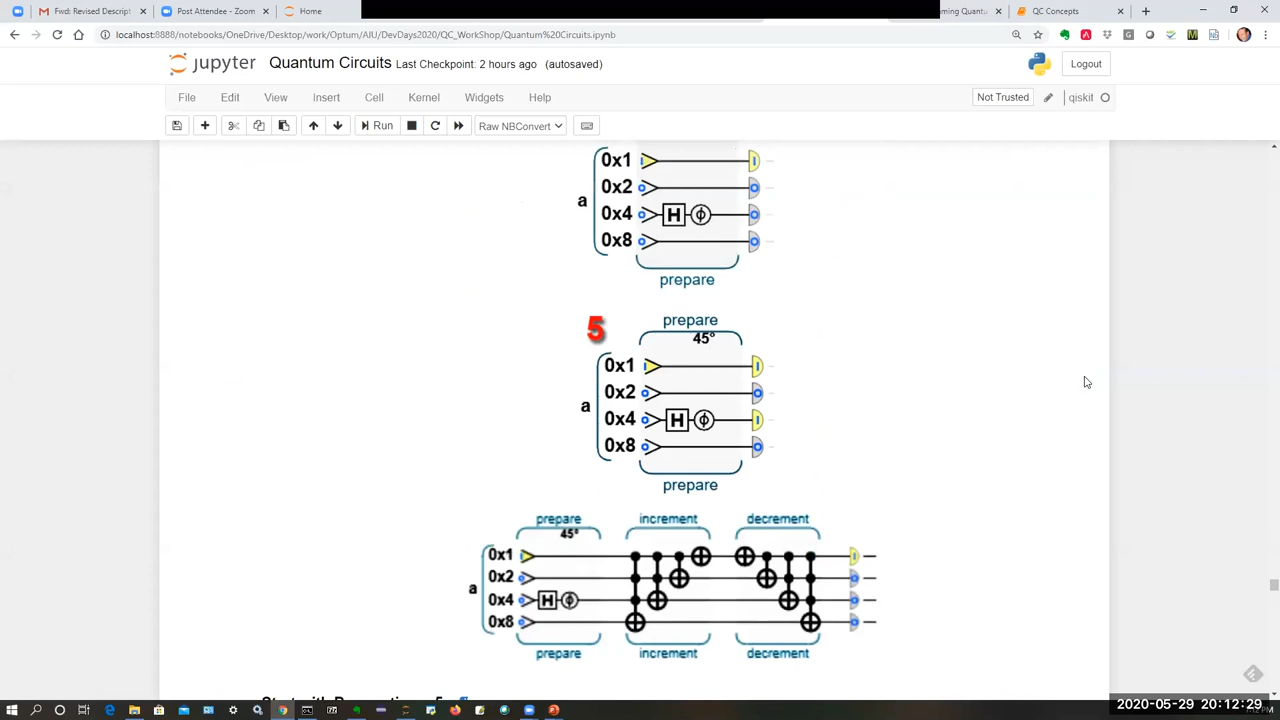 Fwd: Revised Descript
Post Attendee - Zoom
Home
ming Quantu
QC Concepts
localhost:8888/notebooks/OneDrive/Desktop/work/Optum/AIU/DevDays2020/QC_WorkShop/Quantum%20Circuits.ipynb
jupyter Quantum Circuits Last Checkpoint: 2 hours ago (autosaved)
Logout
File Edit View Insert Cell Kernel Widgets Help
Not Trusted
qiskit
Run
Raw NBConvert
0x1
0x2
a
0x4 H ϕ
0x8
prepare
5
prepare
45°
0x1
0x2
a
0x4 H ϕ
0x8
prepare
prepare increment decrement
45°
0x1
0x2
a
0x4 H ϕ
0x8
prepare increment decrement
2020-05-29 20:12:29